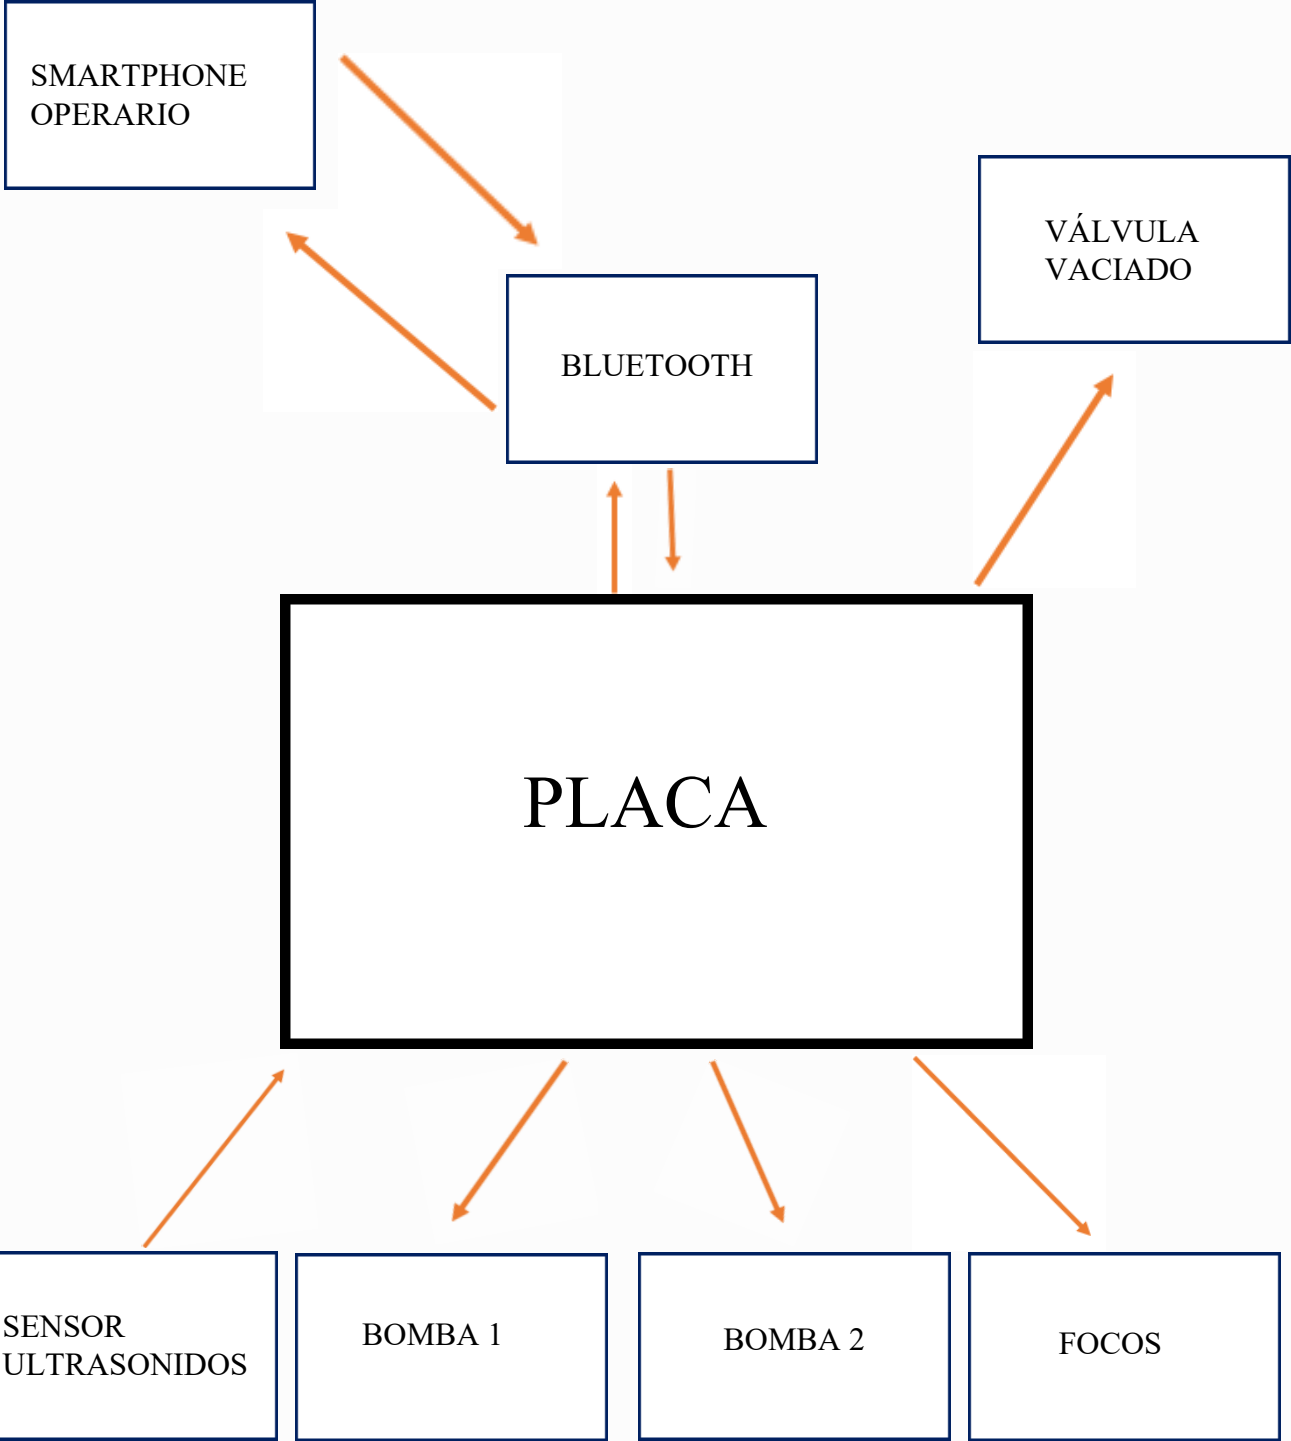 SMARTPHONE
OPERARIO
VÁLVULA
VACIADO
BLUETOOTH
PLACA
SENSOR
ULTRASONIDOS
BOMBA 1
BOMBA 2
FOCOS